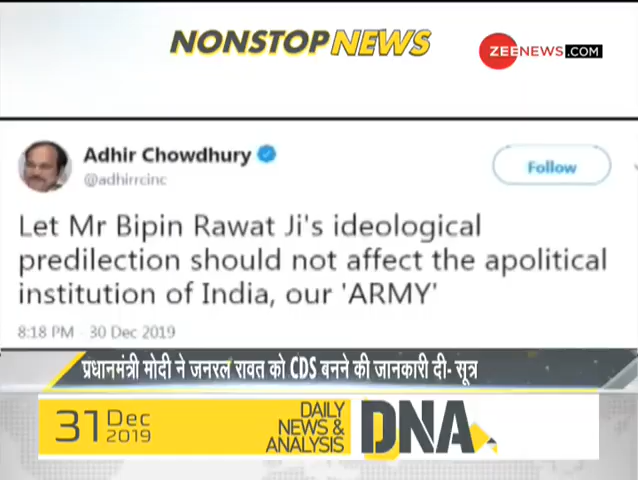 NONSTOP NEWS
ZEENEWS.COM
Adhir Chowdhury
@adhirrcinc
Follow
Let Mr Bipin Rawat Ji's ideological
predilection should not affect the apolitical
institution of India, our 'ARMY'
8:18 PM - 30 Dec 2019
प्रधानमंत्री मोदी ने जनरल रावत को CDS बनने की जानकारी दी- सूत्र
31 Dec
2019
DAILY
NEWS &
ANALYSIS
DNA